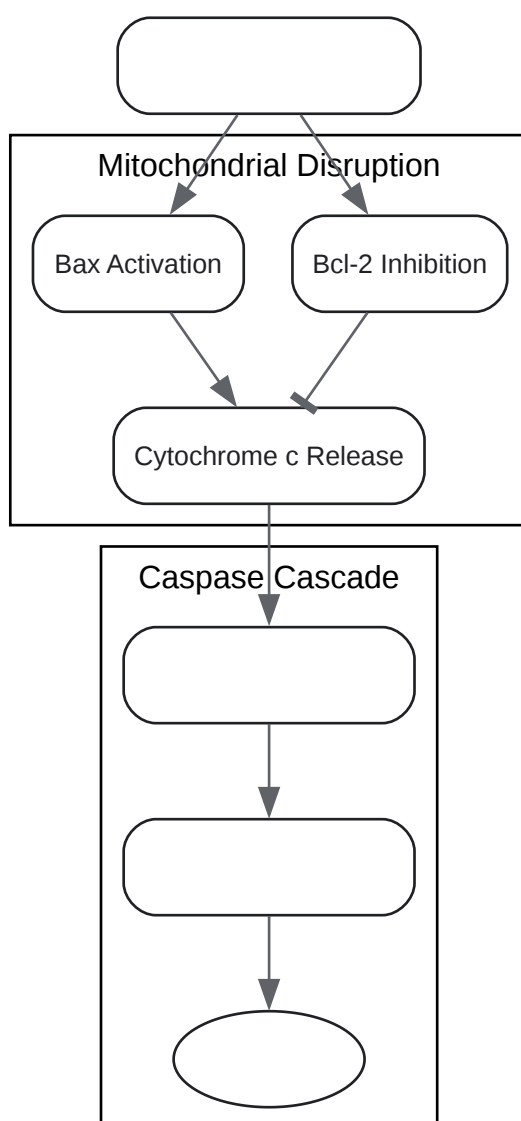 Mitochondrial Disruption
Bax Activation
Bcl-2 Inhibition
Cytochrome c Release
Caspase Cascade